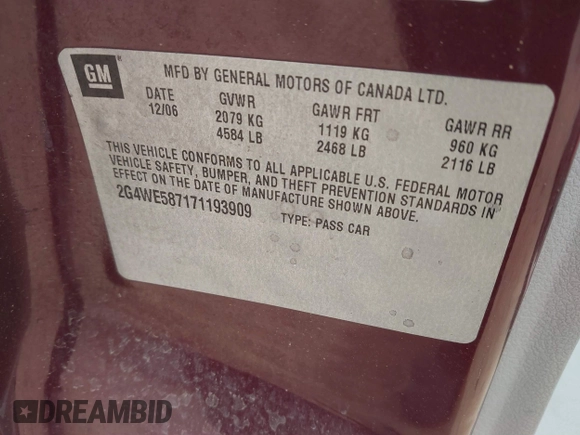 GM
MFD BY GENERAL MOTORS OF CANADA LTD.
DATE GVWR GAWR FRT GAWR RR
12/06 2079 KG 1119 KG 960 KG
4584 LB 2468 LB 2116 LB
THIS VEHICLE CONFORMS TO ALL APPLICABLE U.S. FEDERAL MOTOR
VEHICLE SAFETY, BUMPER, AND THEFT PREVENTION STANDARDS IN
EFFECT ON THE DATE OF MANUFACTURE SHOWN ABOVE.
2G4WE587171193909 TYPE: PASS CAR
DREAMBID